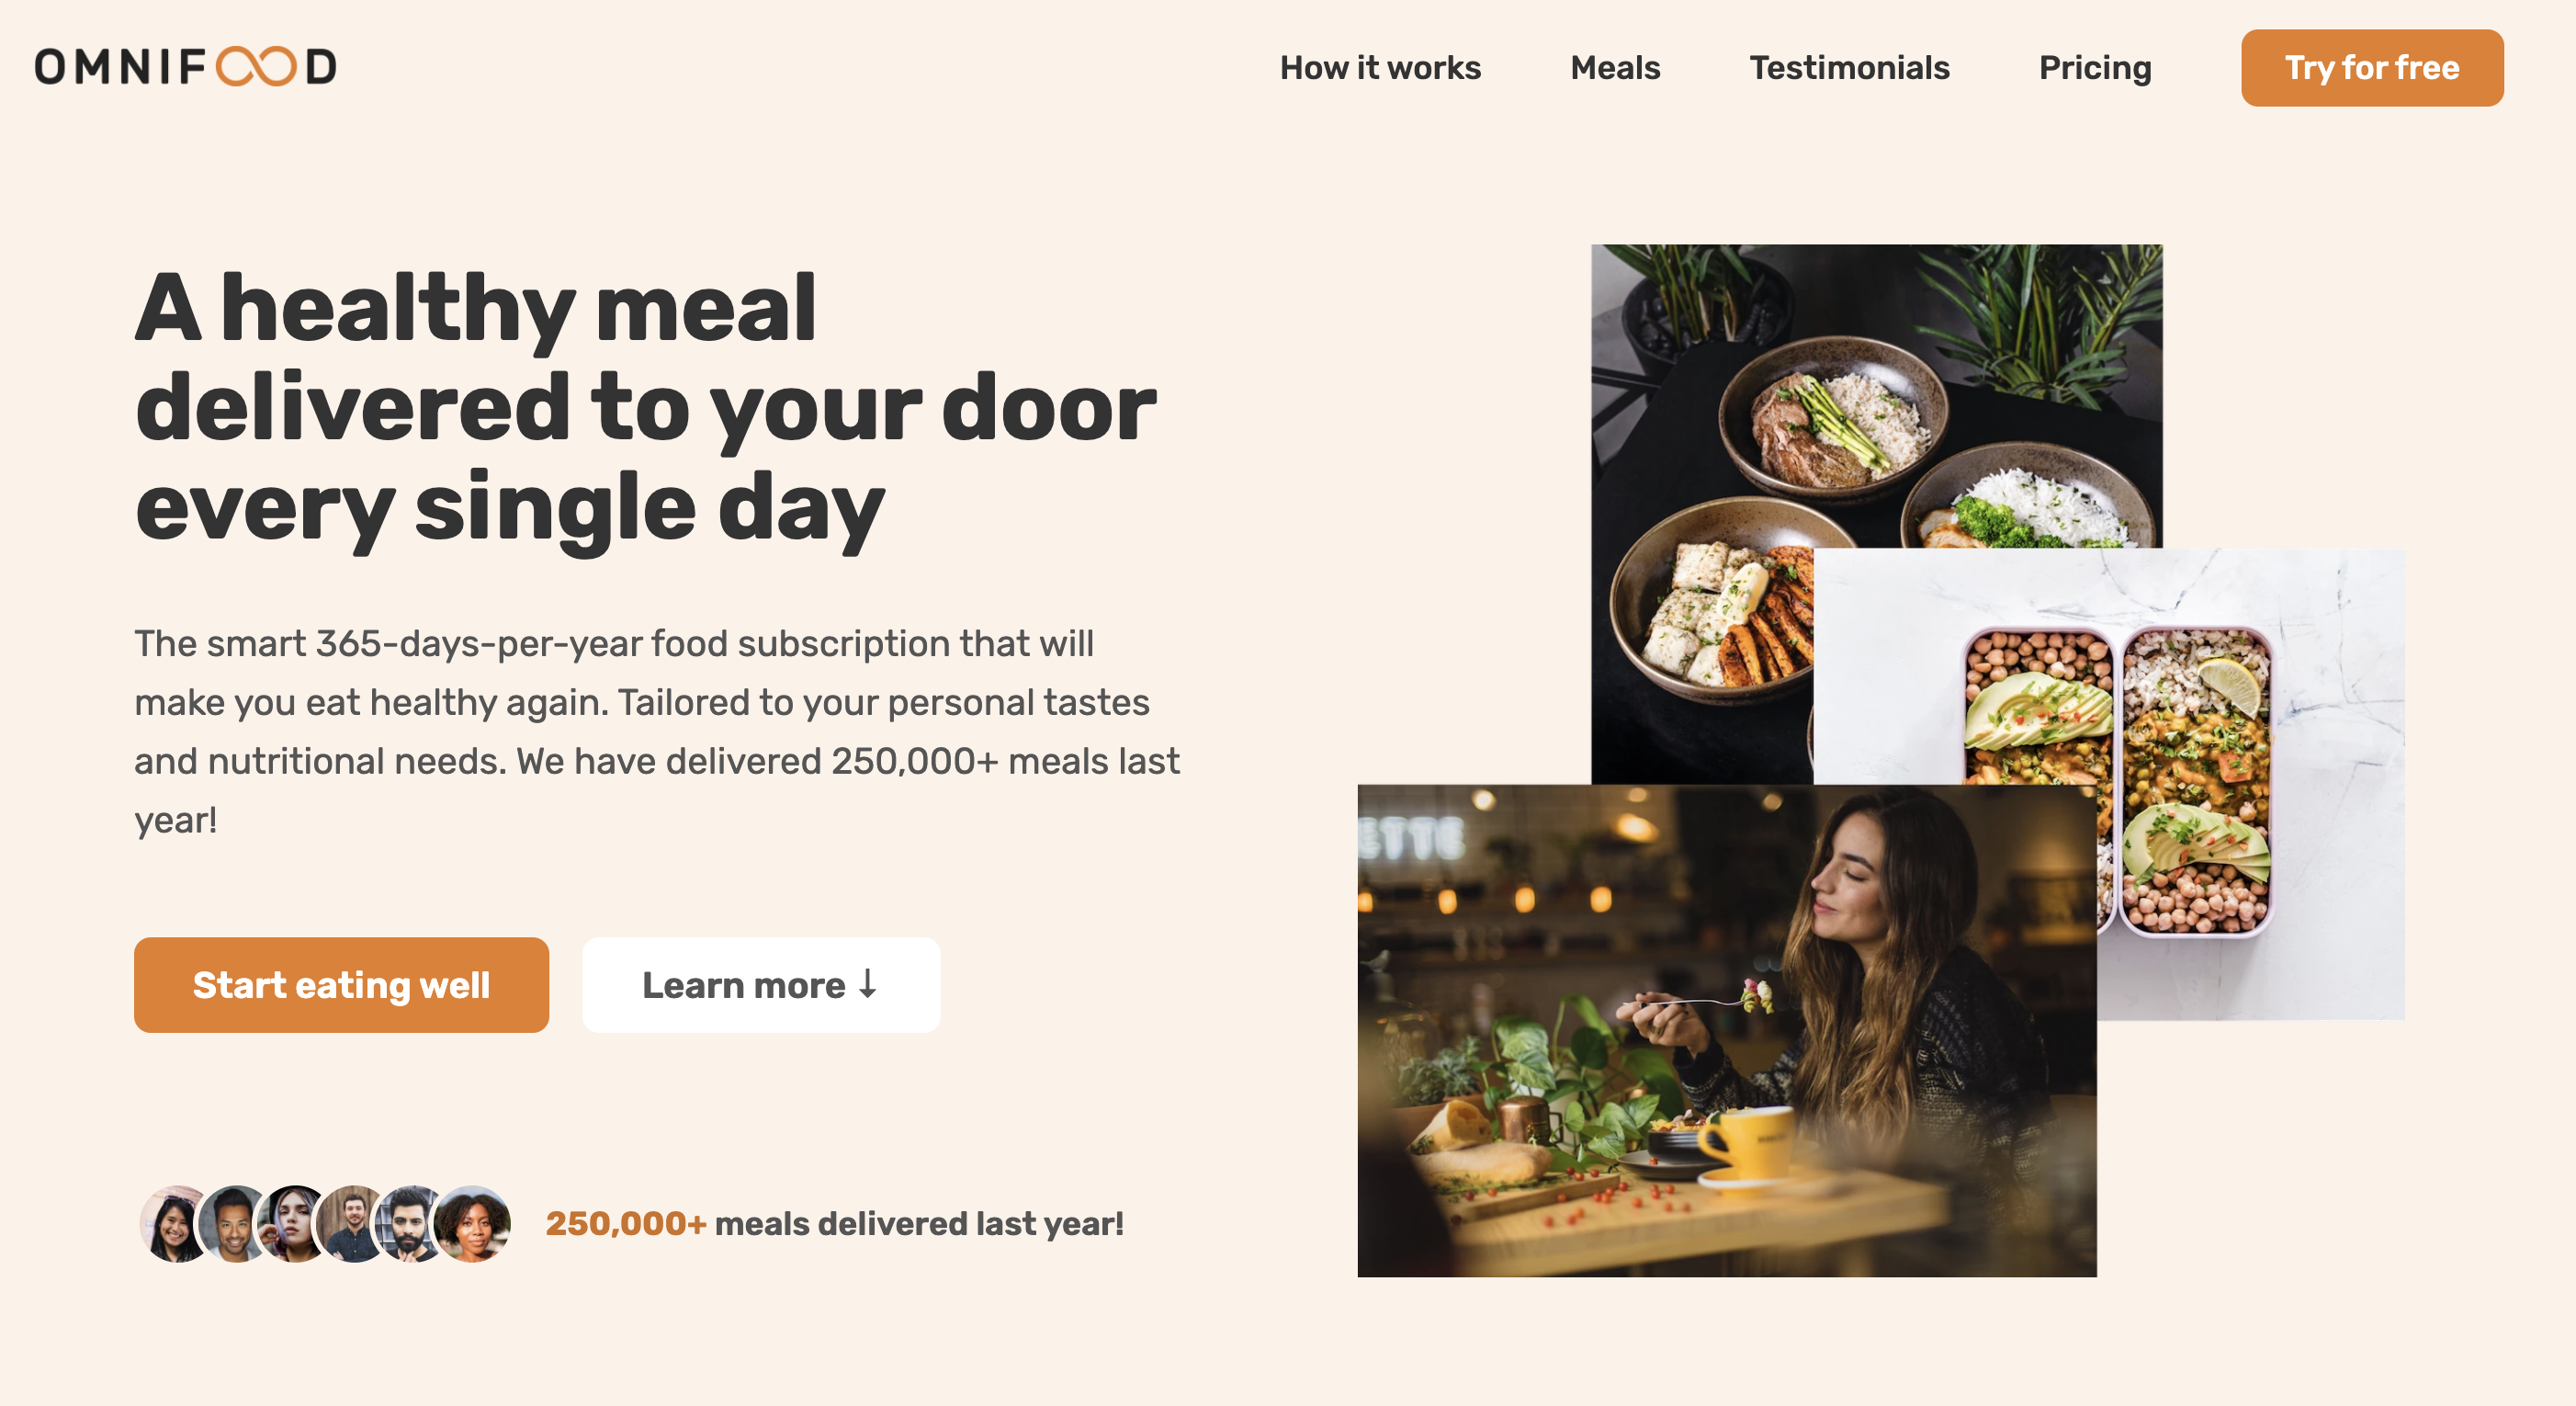 OMNIFOOD
How it works
Meals
Testimonials
Pricing
Try for free
A healthy meal
delivered to your door
every single day
The smart 365-days-per-year food subscription that will
make you eat healthy again. Tailored to your personal tastes
and nutritional needs. We have delivered 250,000+ meals last
year!
Start eating well
Learn more ↓
ETTE
250,000+ meals delivered last year!